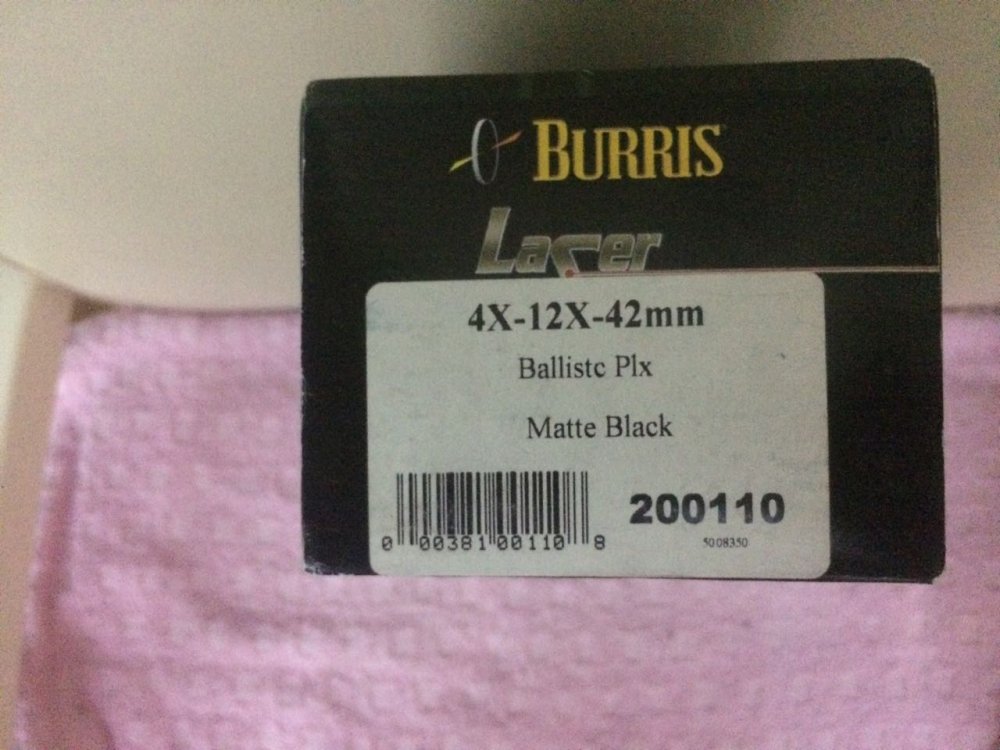 BURRIS
Laser
4X-12X-42mm
Ballistc Plx
Matte Black
200110
0 00381 00110 8
5008350